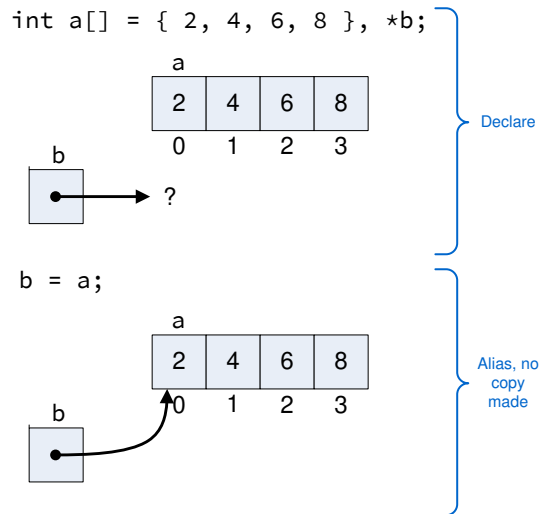 int a[] = { 2, 4, 6, 8 }, *b;
a
2 4 6 8
0 1 2 3
Declare
b
?
b = a;
a
2 4 6 8
0 1 2 3
Alias, no
copy
made
b